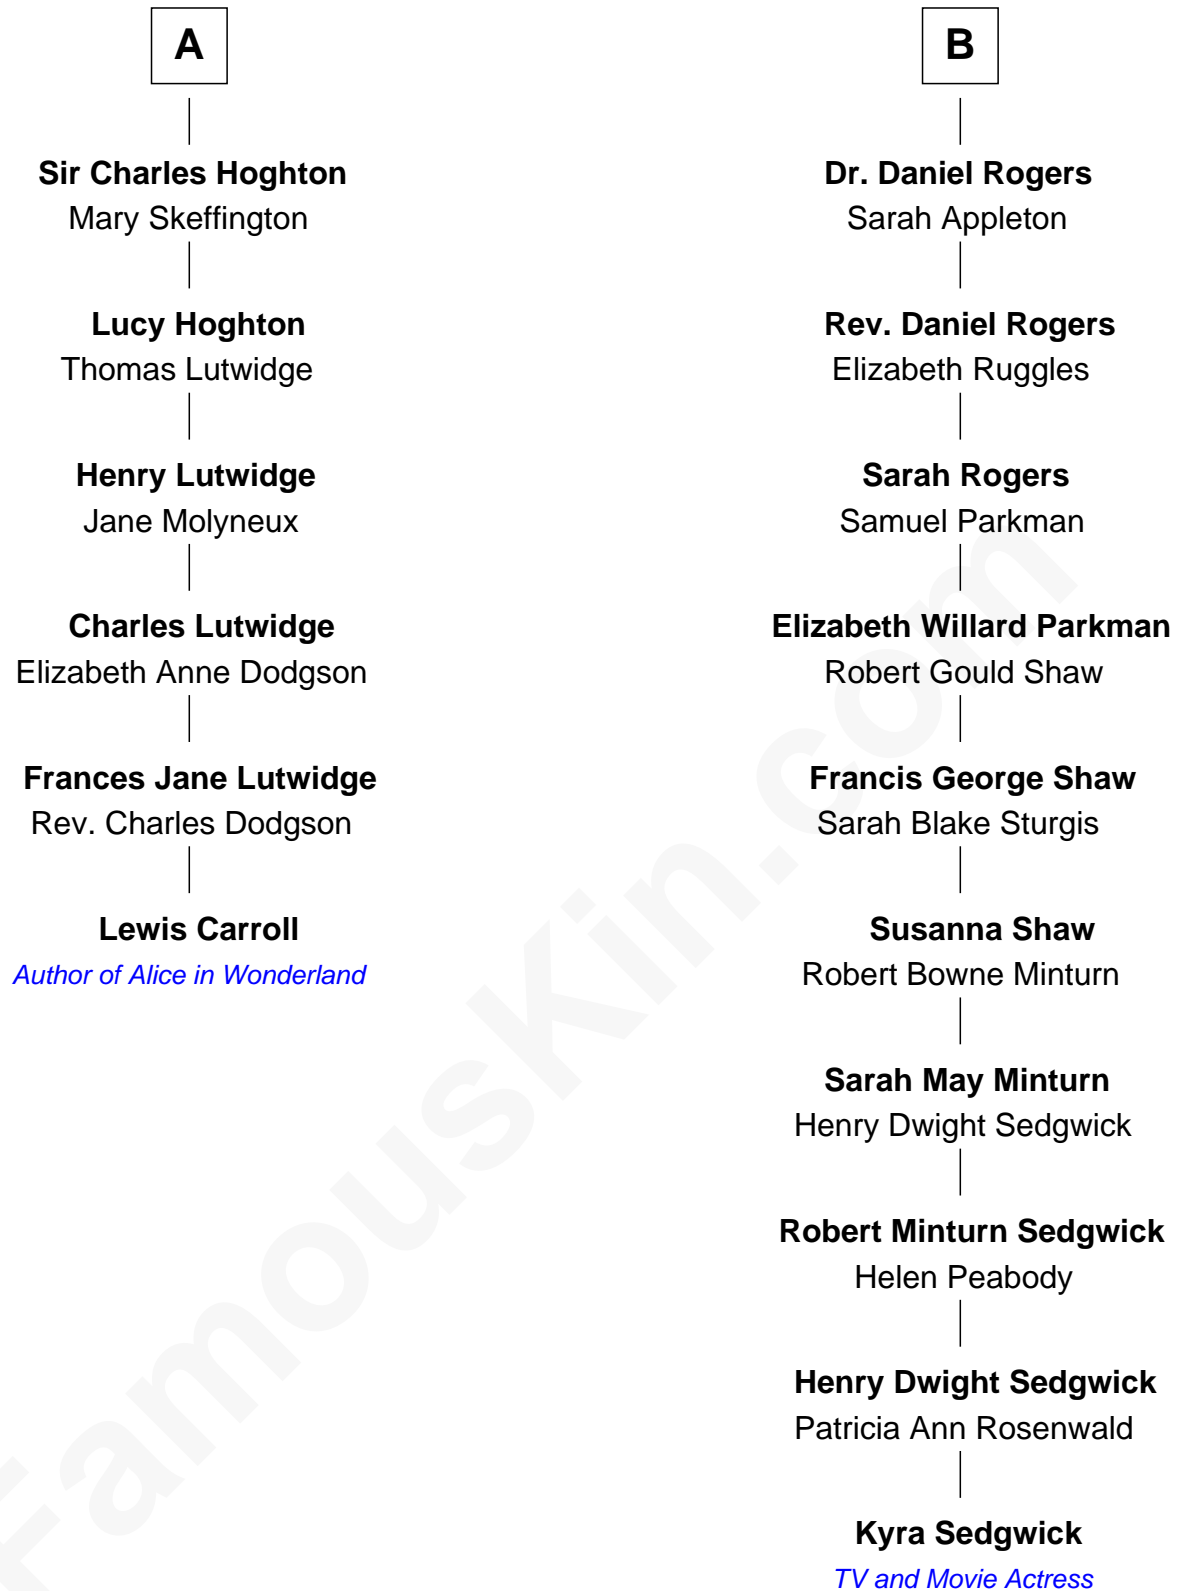 A
Sir Charles Hoghton
Mary Skeffington
Lucy Hoghton
Thomas Lutwidge
Henry Lutwidge
Jane Molyneux
Charles Lutwidge
Elizabeth Anne Dodgson
Frances Jane Lutwidge
Rev. Charles Dodgson
Lewis Carroll
Author of Alice in Wonderland
B
Dr. Daniel Rogers
Sarah Appleton
Rev. Daniel Rogers
Elizabeth Ruggles
Sarah Rogers
Samuel Parkman
Elizabeth Willard Parkman
Robert Gould Shaw
Francis George Shaw
Sarah Blake Sturgis
Susanna Shaw
Robert Bowne Minturn
Sarah May Minturn
Henry Dwight Sedgwick
Robert Minturn Sedgwick
Helen Peabody
Henry Dwight Sedgwick
Patricia Ann Rosenwald
Kyra Sedgwick
TV and Movie Actress
FamousKin.com